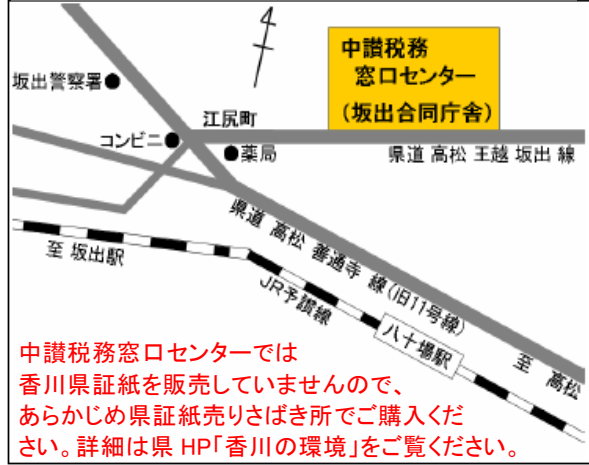 中讃税務
窓口センター
(坂出合同庁舎)
坂出警察署
江尻町
コンビニ
薬局
県道 高松 王越 坂出 線
県道 高松 善通寺 線(旧11号線)
至 坂出駅
JR予讃線
八十場駅
至 高松
中讃税務窓口センターでは
香川県証紙を販売していませんので、
あらかじめ県証紙売りさばき所でご購入くだ
さい。詳細は県 HP「香川の環境」をご覧ください。